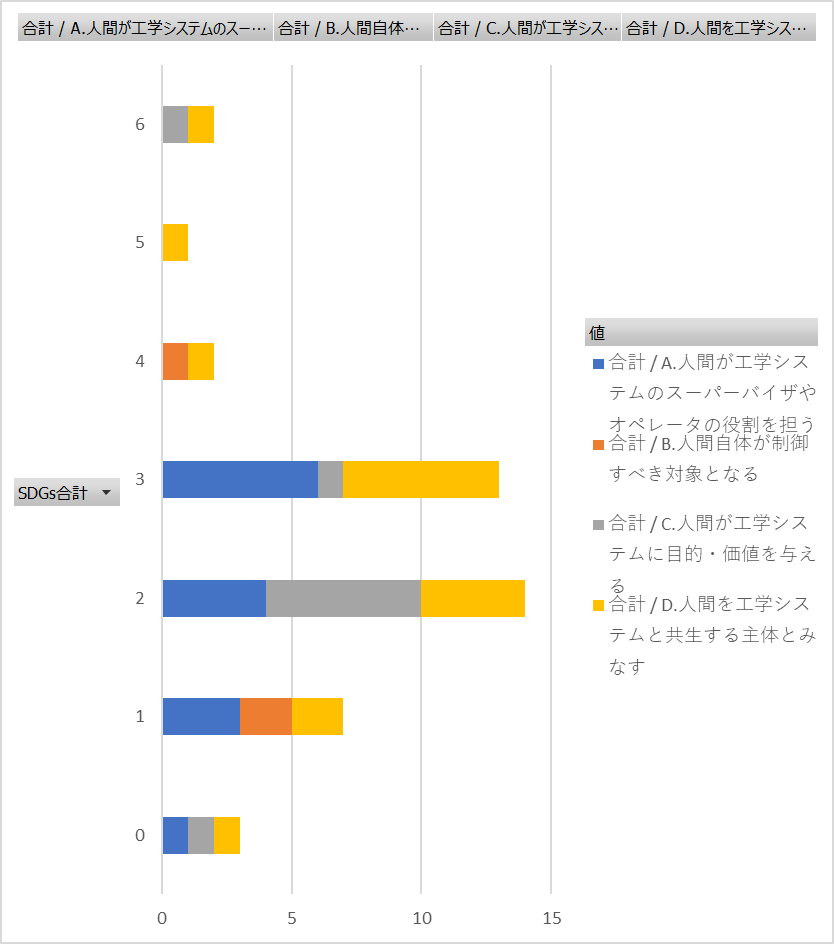 合計 / A.人間が工学システムのスー… 合計 / B.人間自体… 合計 / C.人間が工学シス… 合計 / D.人間を工学シス…
6
5
4
3
2
1
0
SDGs合計
0 5 10 15
値
合計 / A.人間が工学シス
テムのスーパーバイザや
オペレータの役割を担う
合計 / B.人間自体が制御
すべき対象となる
合計 / C.人間が工学シス
テムに目的・価値を与え
る
合計 / D.人間を工学シス
テムと共生する主体とみ
なす